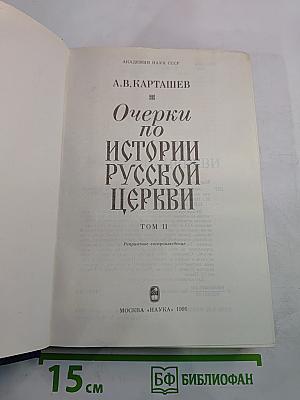 АКАДЕМИЯ НАУК СССР
А.В.КАРТАШЕВ
Очерки
по
ИСТОРИИ
РУССКОЙ
ЦЕРКВИ
ТОМ II
Репринтное воспроизведение
МОСКВА «НАУКА» 1991
15 см
БФ БИБЛИОФАН